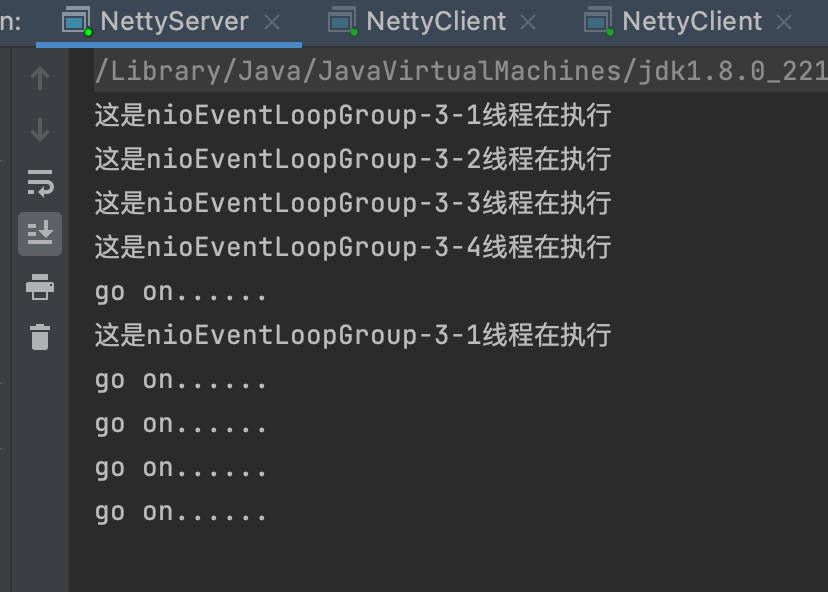 n: NettyServer NettyClient NettyClient
/Library/Java/JavaVirtualMachines/jdk1.8.0_221
这是nioEventLoopGroup-3-1线程在执行
这是nioEventLoopGroup-3-2线程在执行
这是nioEventLoopGroup-3-3线程在执行
这是nioEventLoopGroup-3-4线程在执行
go on......
这是nioEventLoopGroup-3-1线程在执行
go on......
go on......
go on......
go on......